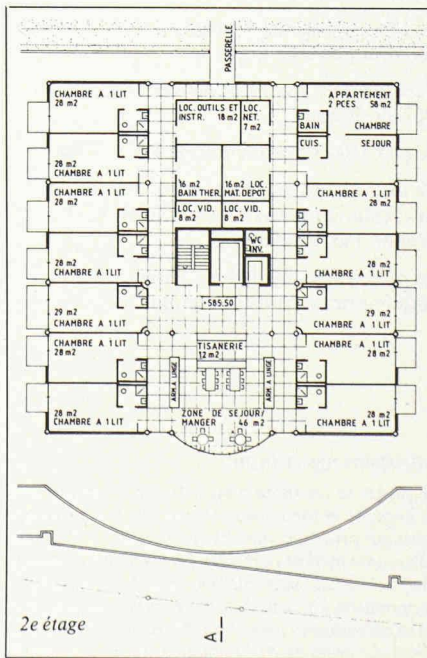 PASSERELLE
CHAMBRE A 1 LIT
28 m2
LOC. OUTILS ET
INSTR. 18 m2
LOC.
NET.
7 m2
APPARTEMENT
2 PCES 58 m2
BAIN
CHAMBRE
CUIS.
SEJOUR
28 m2
CHAMBRE A 1 LIT
CHAMBRE A 1 LIT
28 m2
16 m2
BAIN THER.
16 m2 LOC.
MAT. DEPOT
CHAMBRE A 1 LIT
28 m2
LOC. VID.
8 m2
LOC. VID.
8 m2
28 m2
CHAMBRE A 1 LIT
WC
INV.
28 m2
CHAMBRE A 1 LIT
+585.50
29 m2
CHAMBRE A 1 LIT
29 m2
CHAMBRE A 1 LIT
CHAMBRE A 1 LIT
28 m2
TISANERIE
12 m2
CHAMBRE A 1 LIT
28 m2
ARM. A LINGE
ARM. A LINGE
28 m2
CHAMBRE A 1 LIT
ZONE DE SEJOUR/
MANGER 46 m2
28 m2
CHAMBRE A 1 LIT
2e étage
A